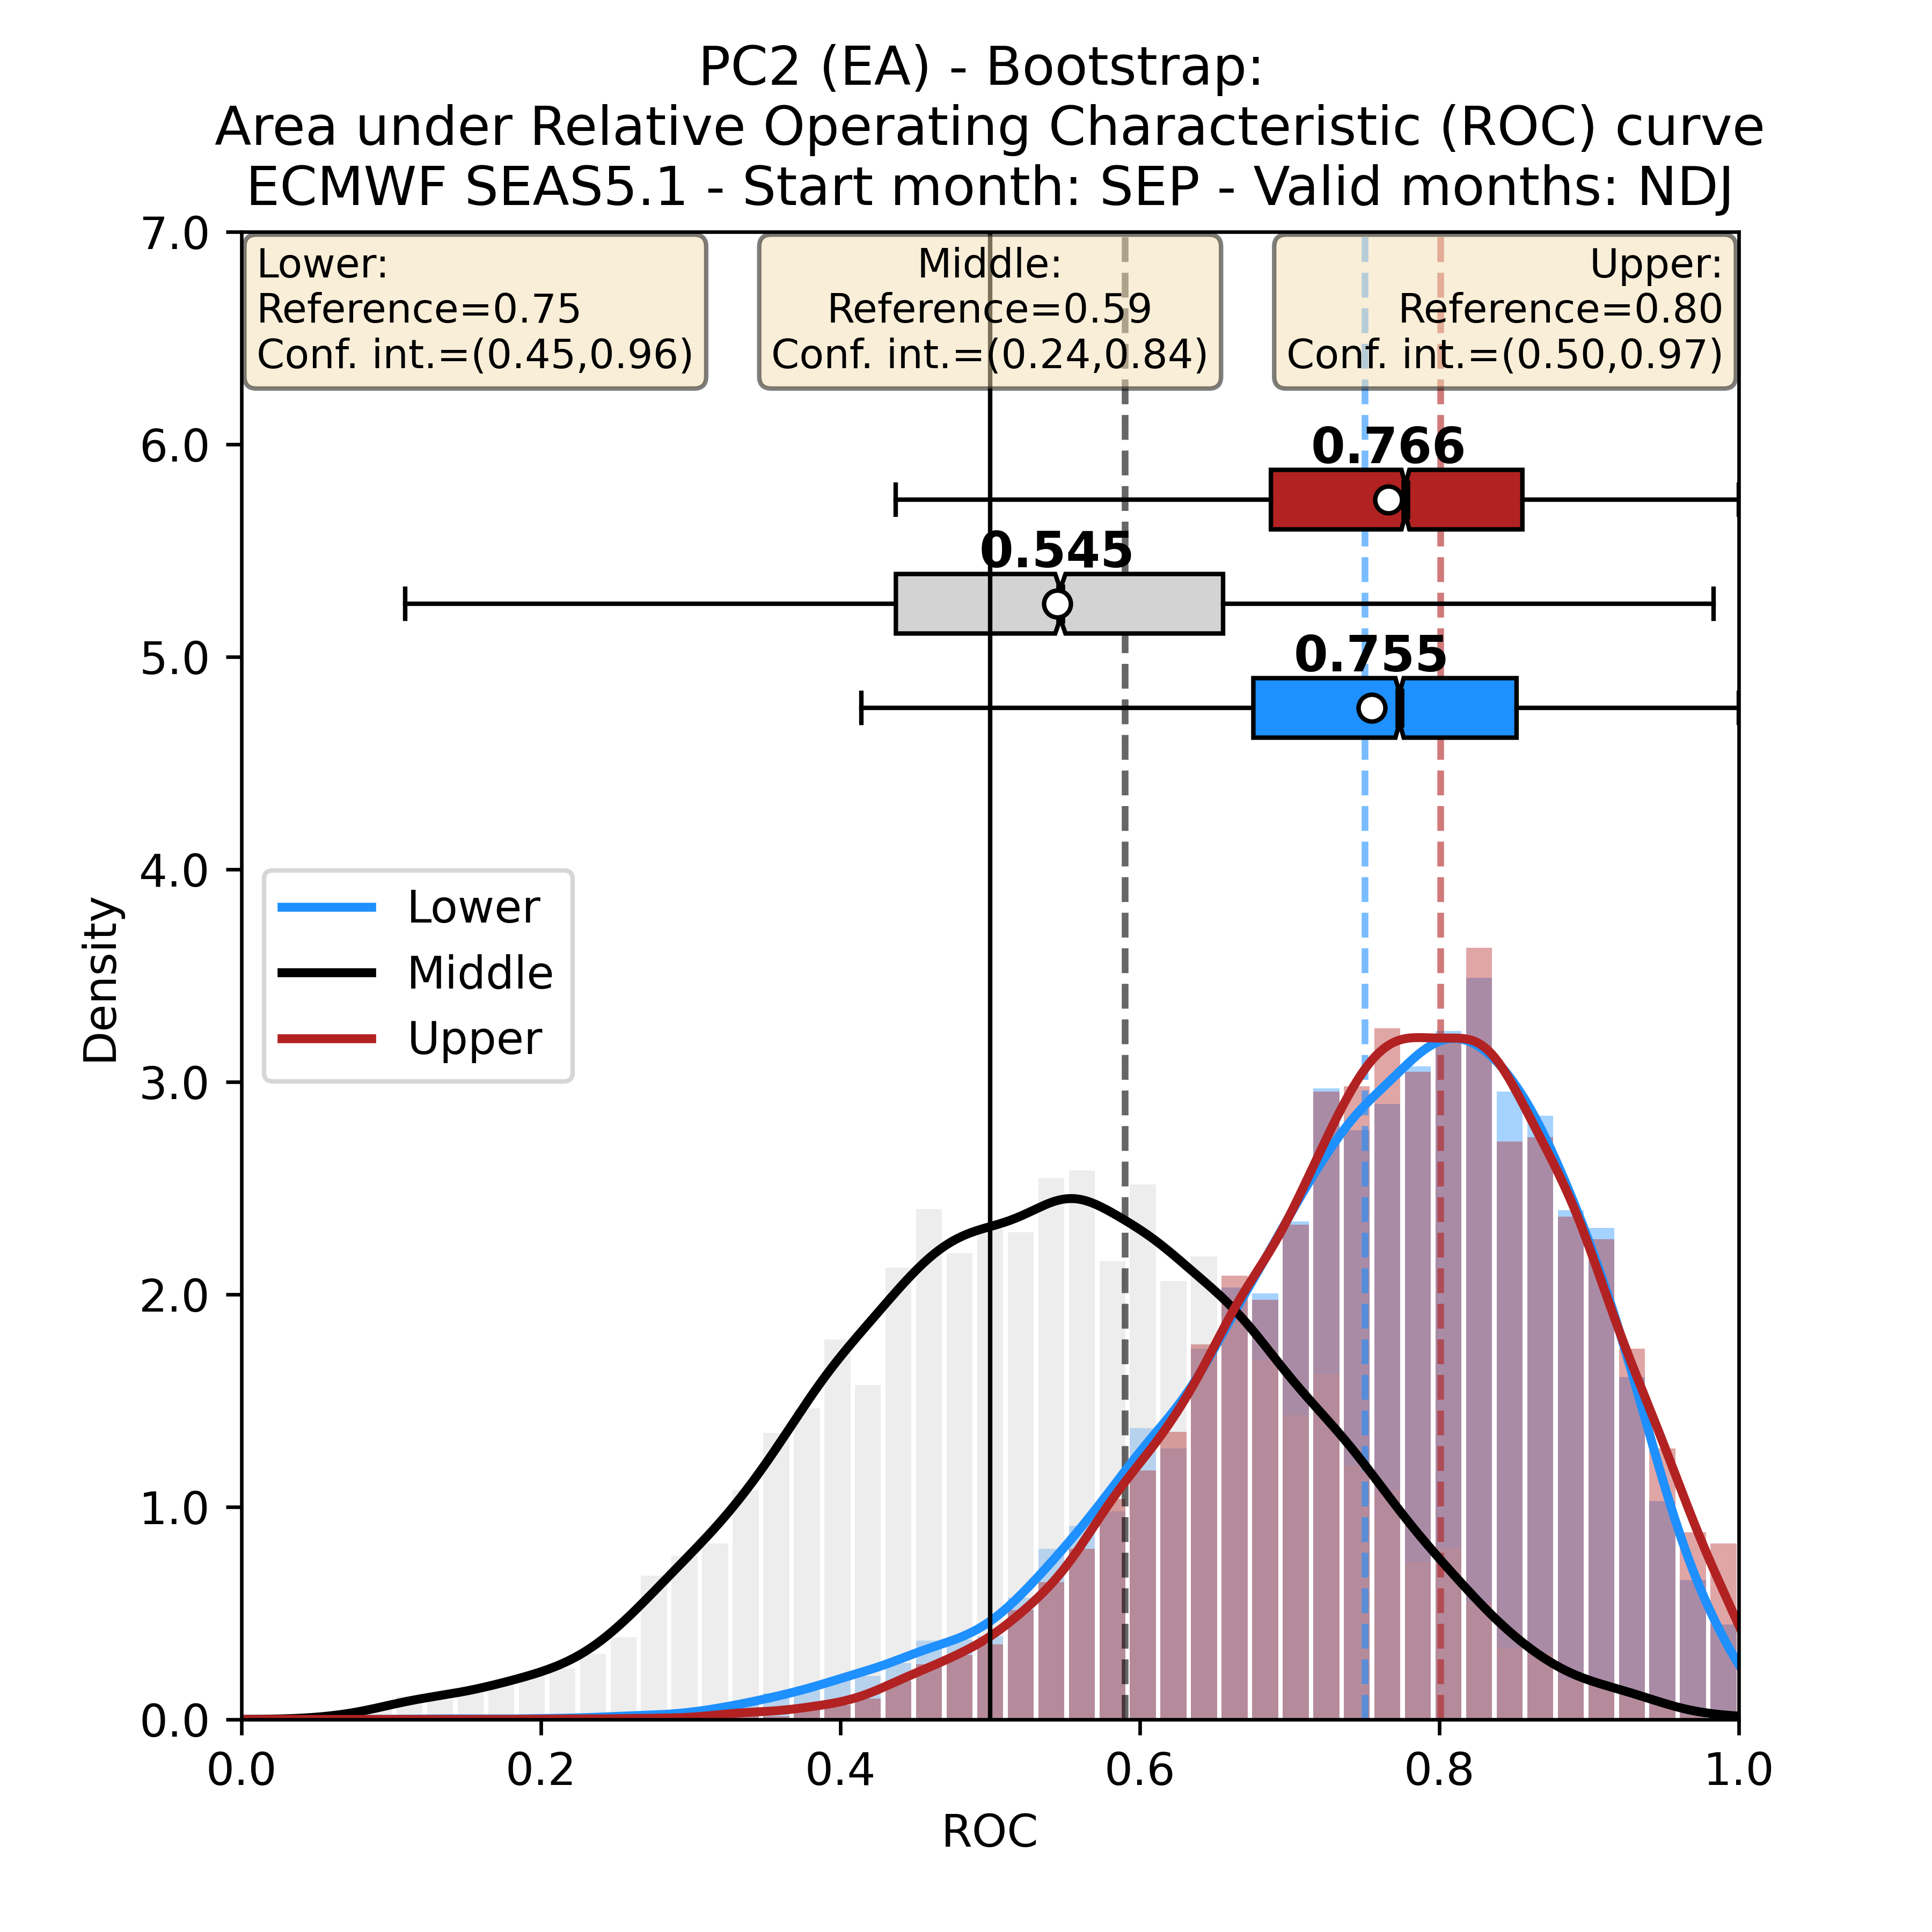 PC2 (EA) - Bootstrap:
Area under Relative Operating Characteristic (ROC) curve
ECMWF SEAS5.1 - Start month: SEP - Valid months: NDJ
Lower:
Reference=0.75
Conf. int.=(0.45,0.96)
Middle:
Reference=0.59
Conf. int.=(0.24,0.84)
Upper:
Reference=0.80
Conf. int.=(0.50,0.97)
0.766
0.545
0.755
7.0
6.0
5.0
4.0
3.0
2.0
1.0
0.0
Density
Lower
Middle
Upper
0.0
0.2
0.4
0.6
0.8
1.0
ROC